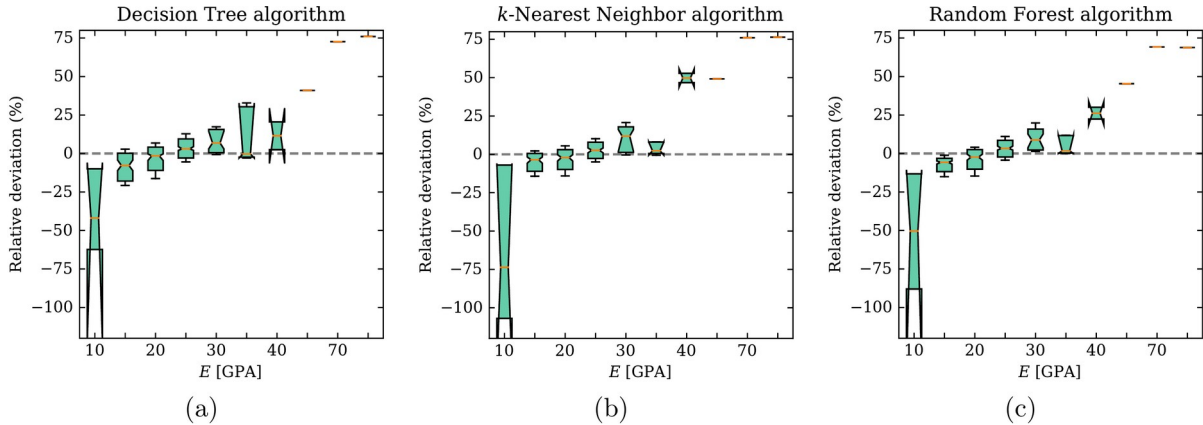 Decision Tree algorithm
75
50
25
0
−25
−50
−75
−100
Relative deviation (%)
10 20 30 40 70
E [GPA]
(a)
k-Nearest Neighbor algorithm
75
50
25
0
−25
−50
−75
−100
Relative deviation (%)
10 20 30 40 70
E [GPA]
(b)
Random Forest algorithm
75
50
25
0
−25
−50
−75
−100
Relative deviation (%)
10 20 30 40 70
E [GPA]
(c)